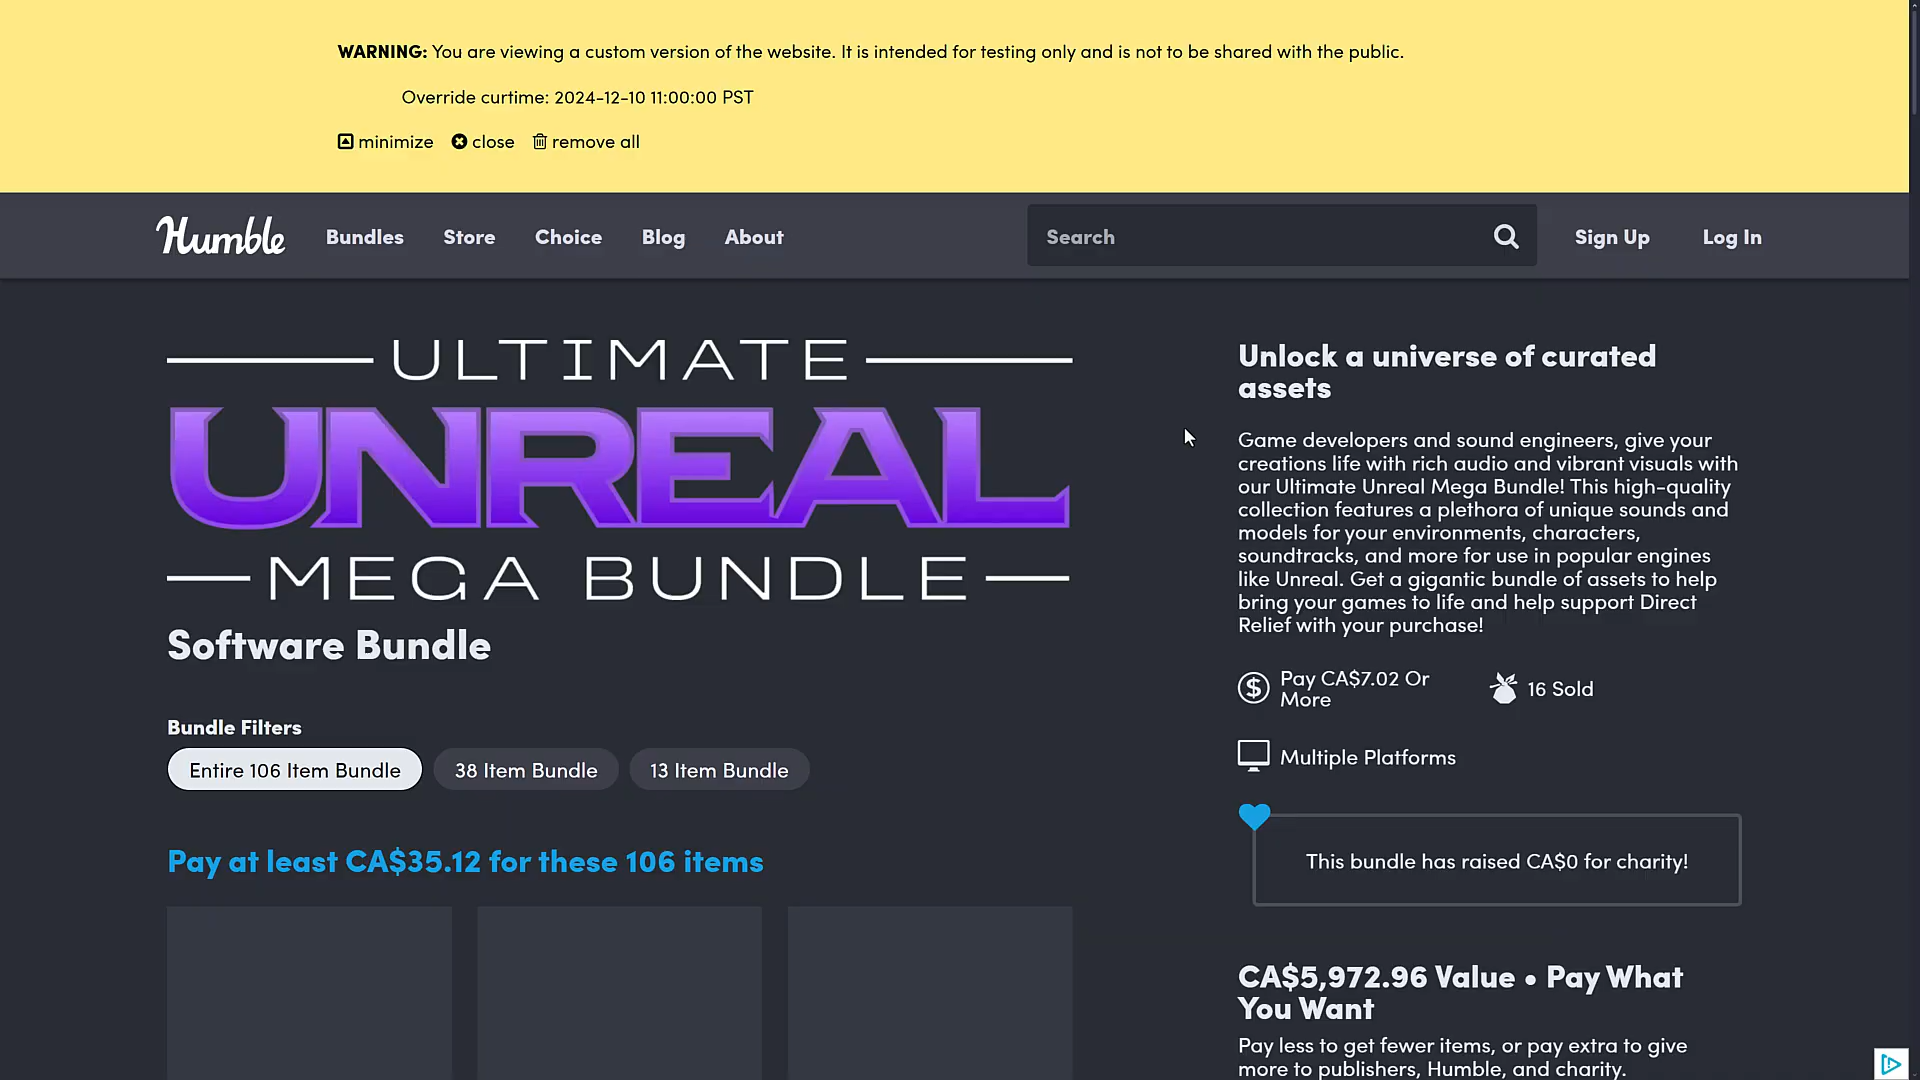 WARNING: You are viewing a custom version of the website. It is intended for testing only and is not to be shared with the public.
Override curtime: 2024-12-10 11:00:00 PST
minimize close remove all
Humble Bundles Store Choice Blog About Search Sign Up Log In
ULTIMATE
UNREAL
MEGA BUNDLE
Software Bundle
Bundle Filters
Entire 106 Item Bundle 38 Item Bundle 13 Item Bundle
Pay at least CA$35.12 for these 106 items
Unlock a universe of curated
assets
Game developers and sound engineers, give your
creations life with rich audio and vibrant visuals with
our Ultimate Unreal Mega Bundle! This high-quality
collection features a plethora of unique sounds and
models for your environments, characters,
soundtracks, and more for use in popular engines
like Unreal. Get a gigantic bundle of assets to help
bring your games to life and help support Direct
Relief with your purchase!
Pay CA$7.02 Or
More
16 Sold
Multiple Platforms
This bundle has raised CA$0 for charity!
CA$5,972.96 Value • Pay What
You Want
Pay less to get fewer items, or pay extra to give
more to publishers, Humble, and charity.